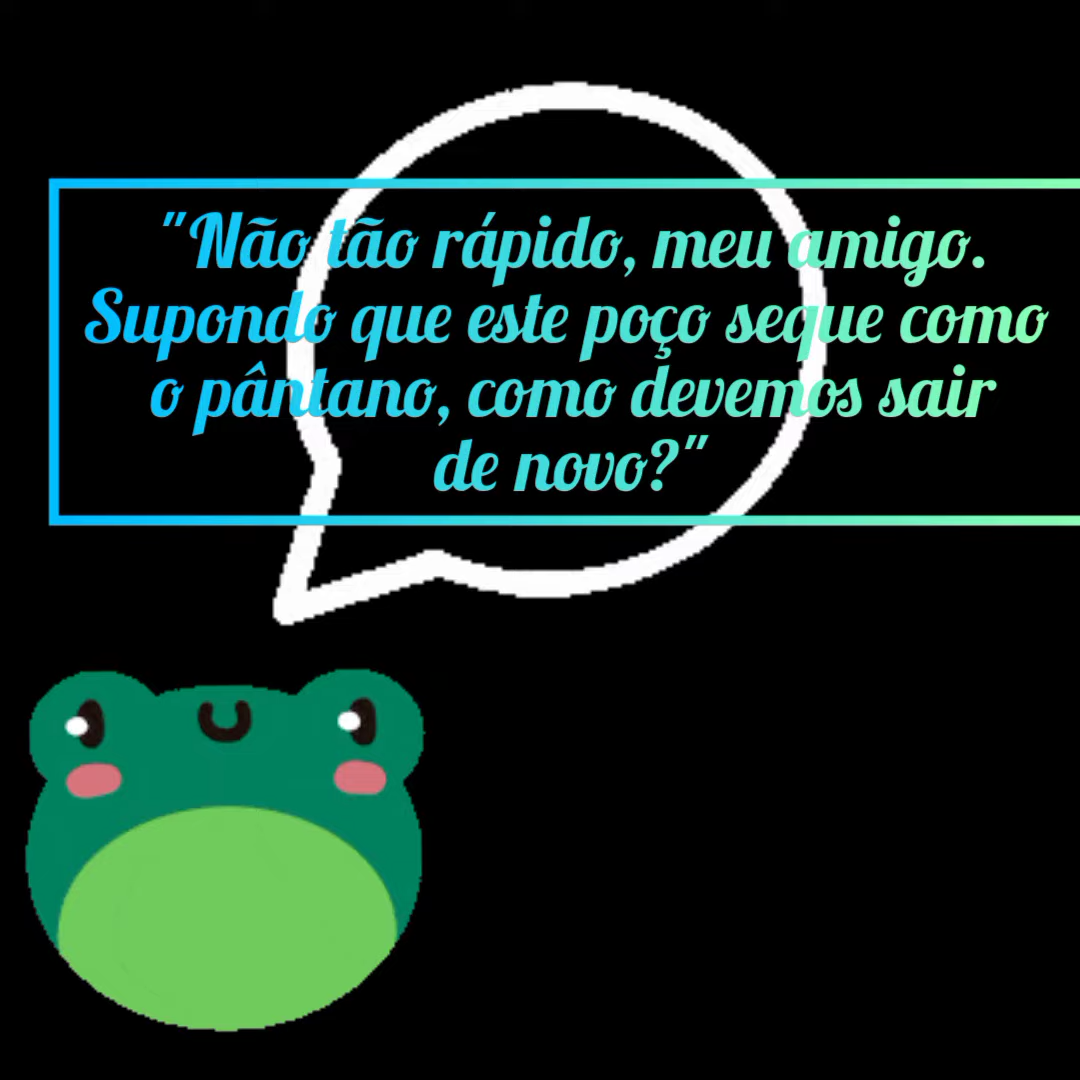 "Não tão rápido, meu amigo.
Supondo que este poço seque como
o pântano, como devemos sair
de novo?"